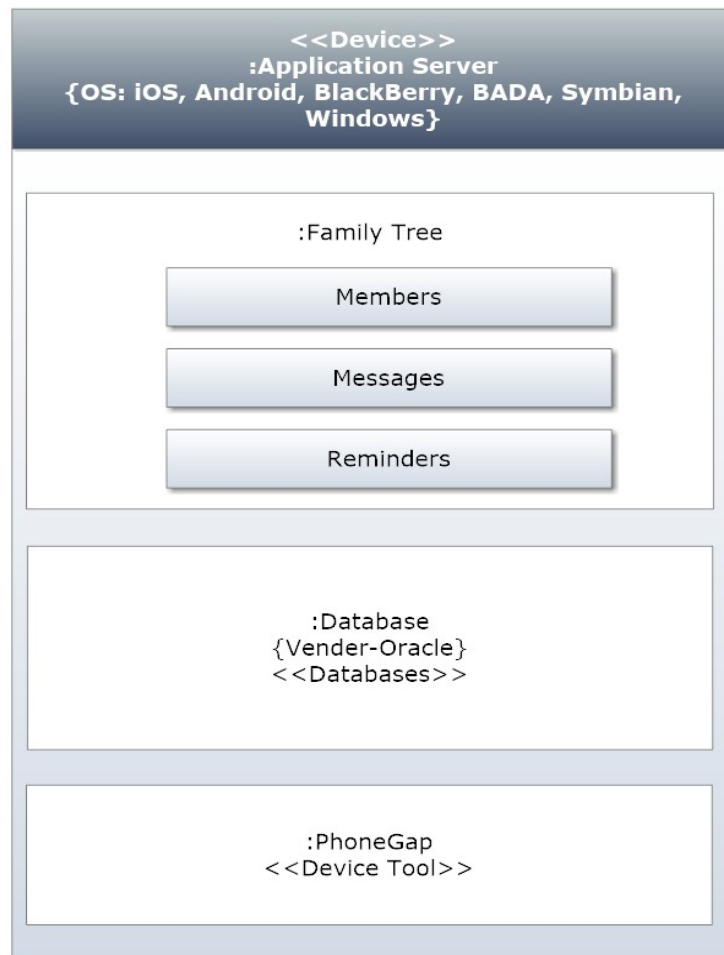 <<Device>>
:Application Server
{OS: iOS, Android, BlackBerry, BADA, Symbian,
Windows}
:Family Tree
Members
Messages
Reminders
:Database
{Vender-Oracle}
<<Databases>>
:PhoneGap
<<Device Tool>>